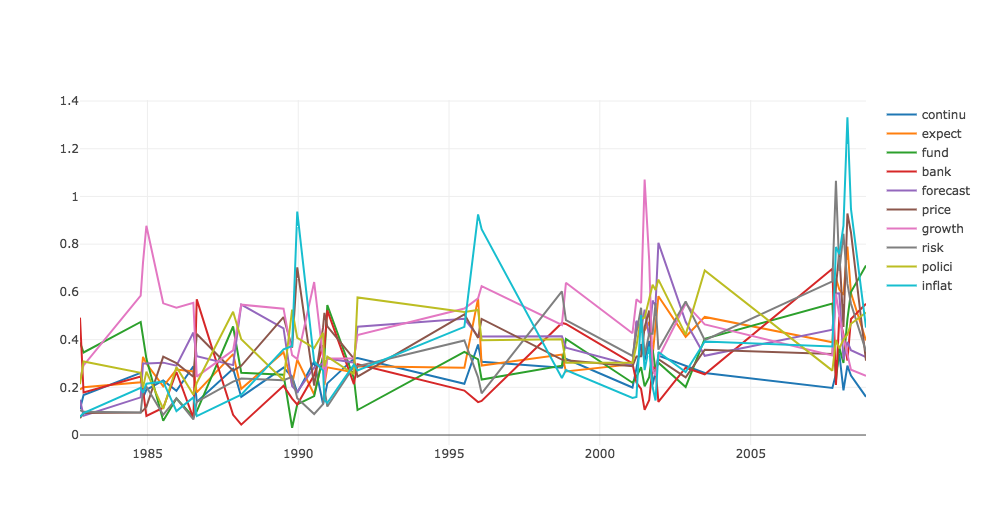 1.4
1.2
1
0.8
0.6
0.4
0.2
0
1985
1990
1995
2000
2005
continu
expect
fund
bank
forecast
price
growth
risk
polici
inflat